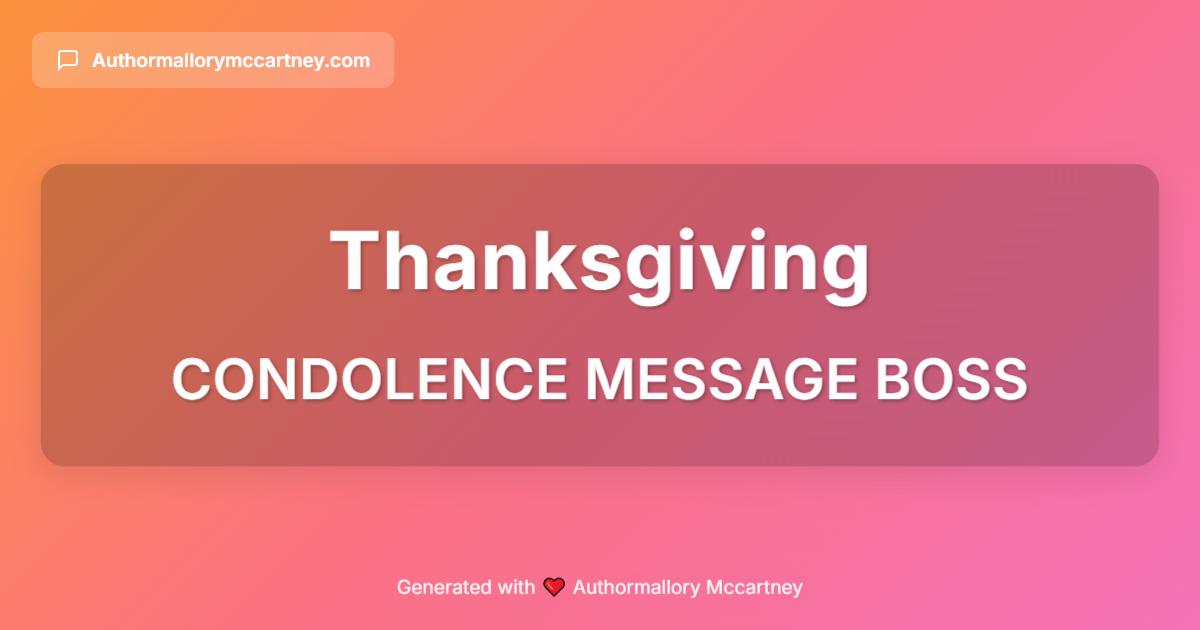 Authormallorymccartney.com
Thanksgiving
CONDOLENCE MESSAGE BOSS
Generated with ❤️ Authormallory Mccartney